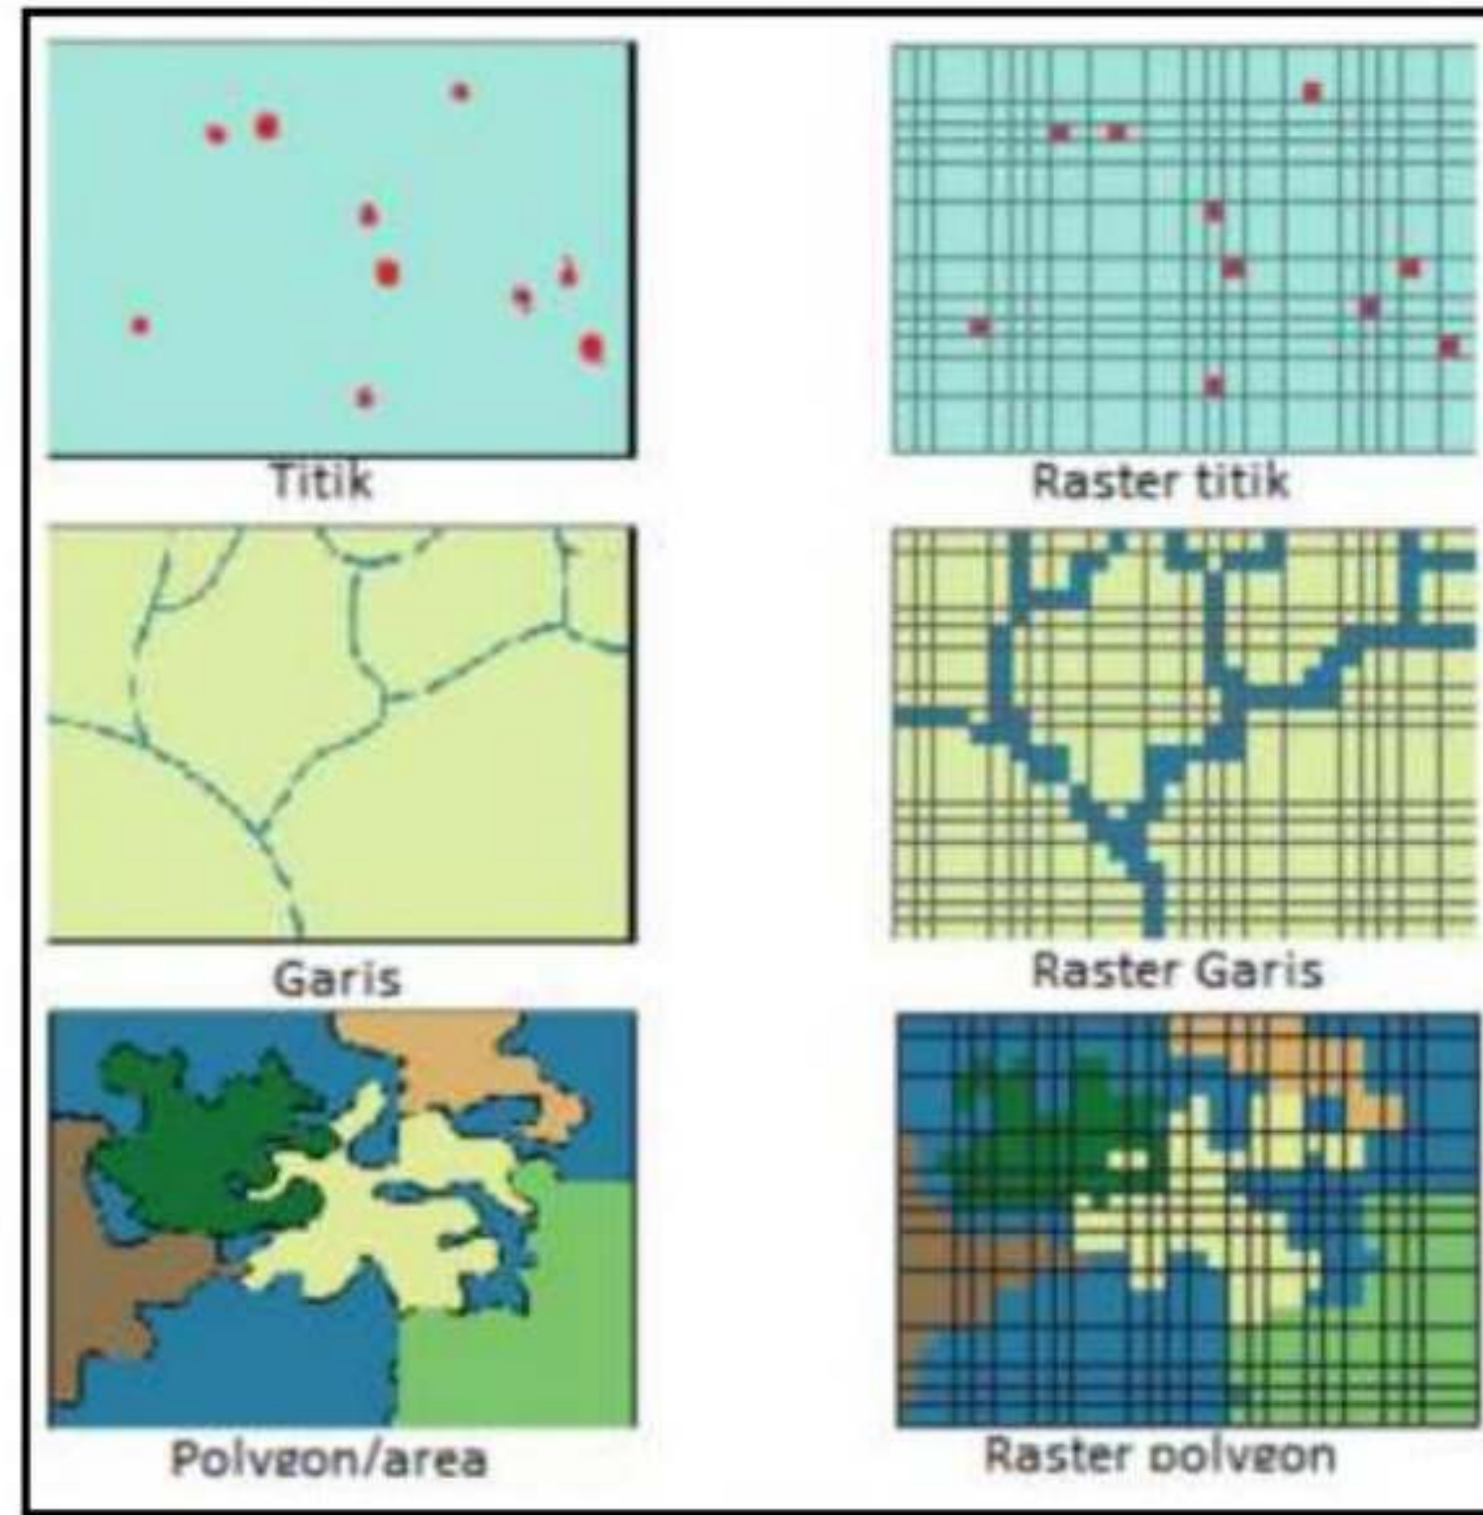 Titik
Raster titik
Garis
Raster Garis
Polygon/area
Raster polygon